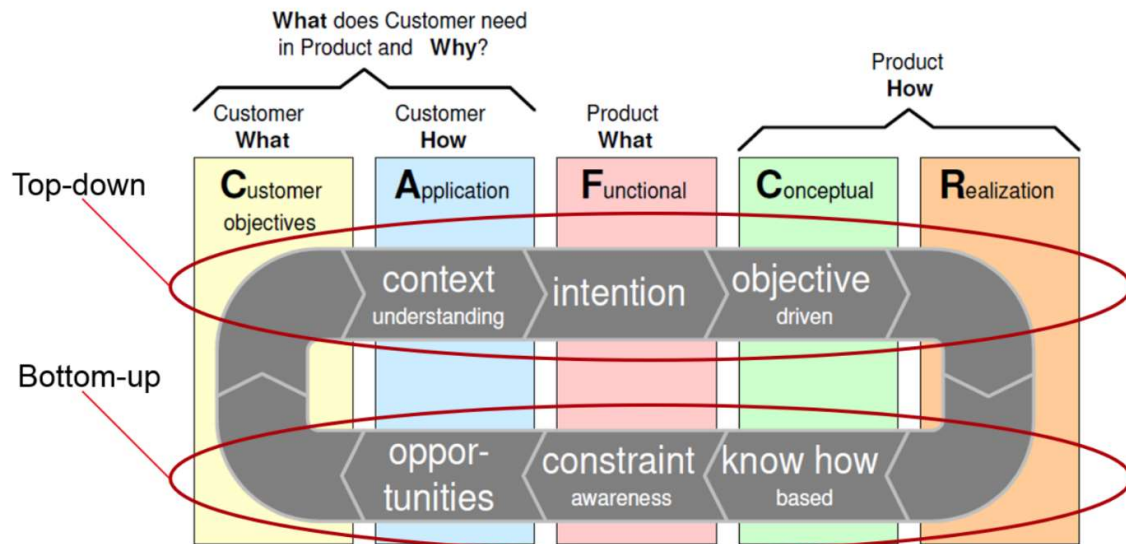 What does Customer need
in Product and Why?
Product
How
Customer
What
Customer
How
Product
What
Top-down
Customer
objectives
Application
Functional
Conceptual
Realization
context
understanding
intention
objective
driven
Bottom-up
oppor-
tunities
constraint
awareness
know how
based